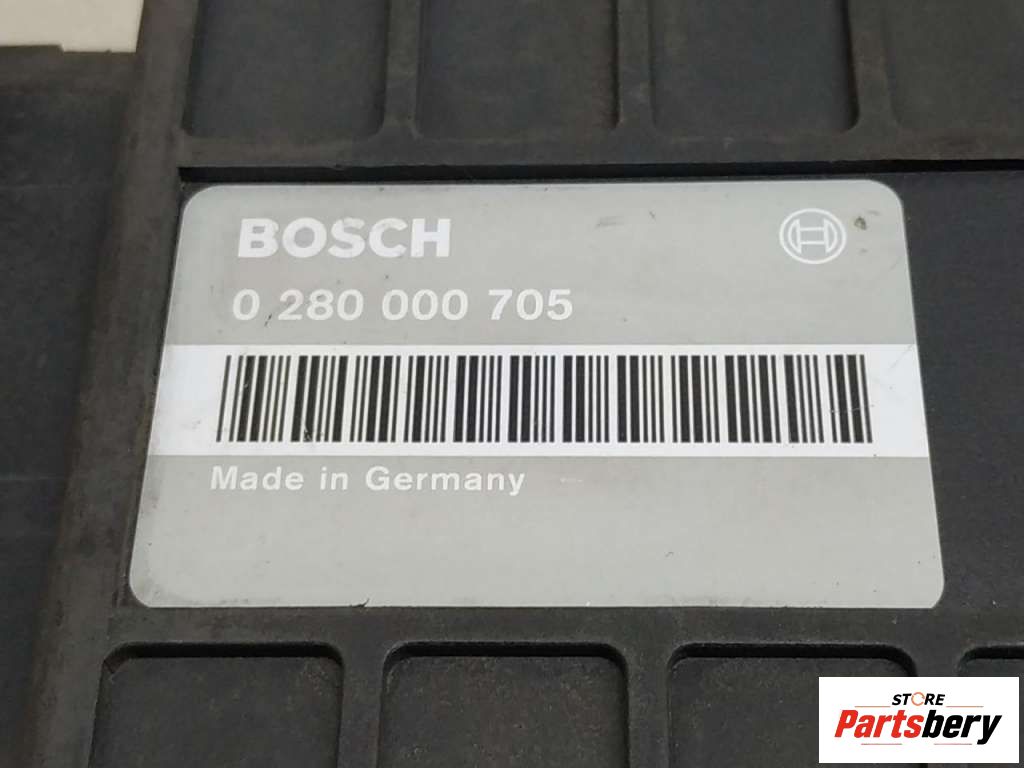 BOSCH
0 280 000 705
Made in Germany
STORE
Partsbery